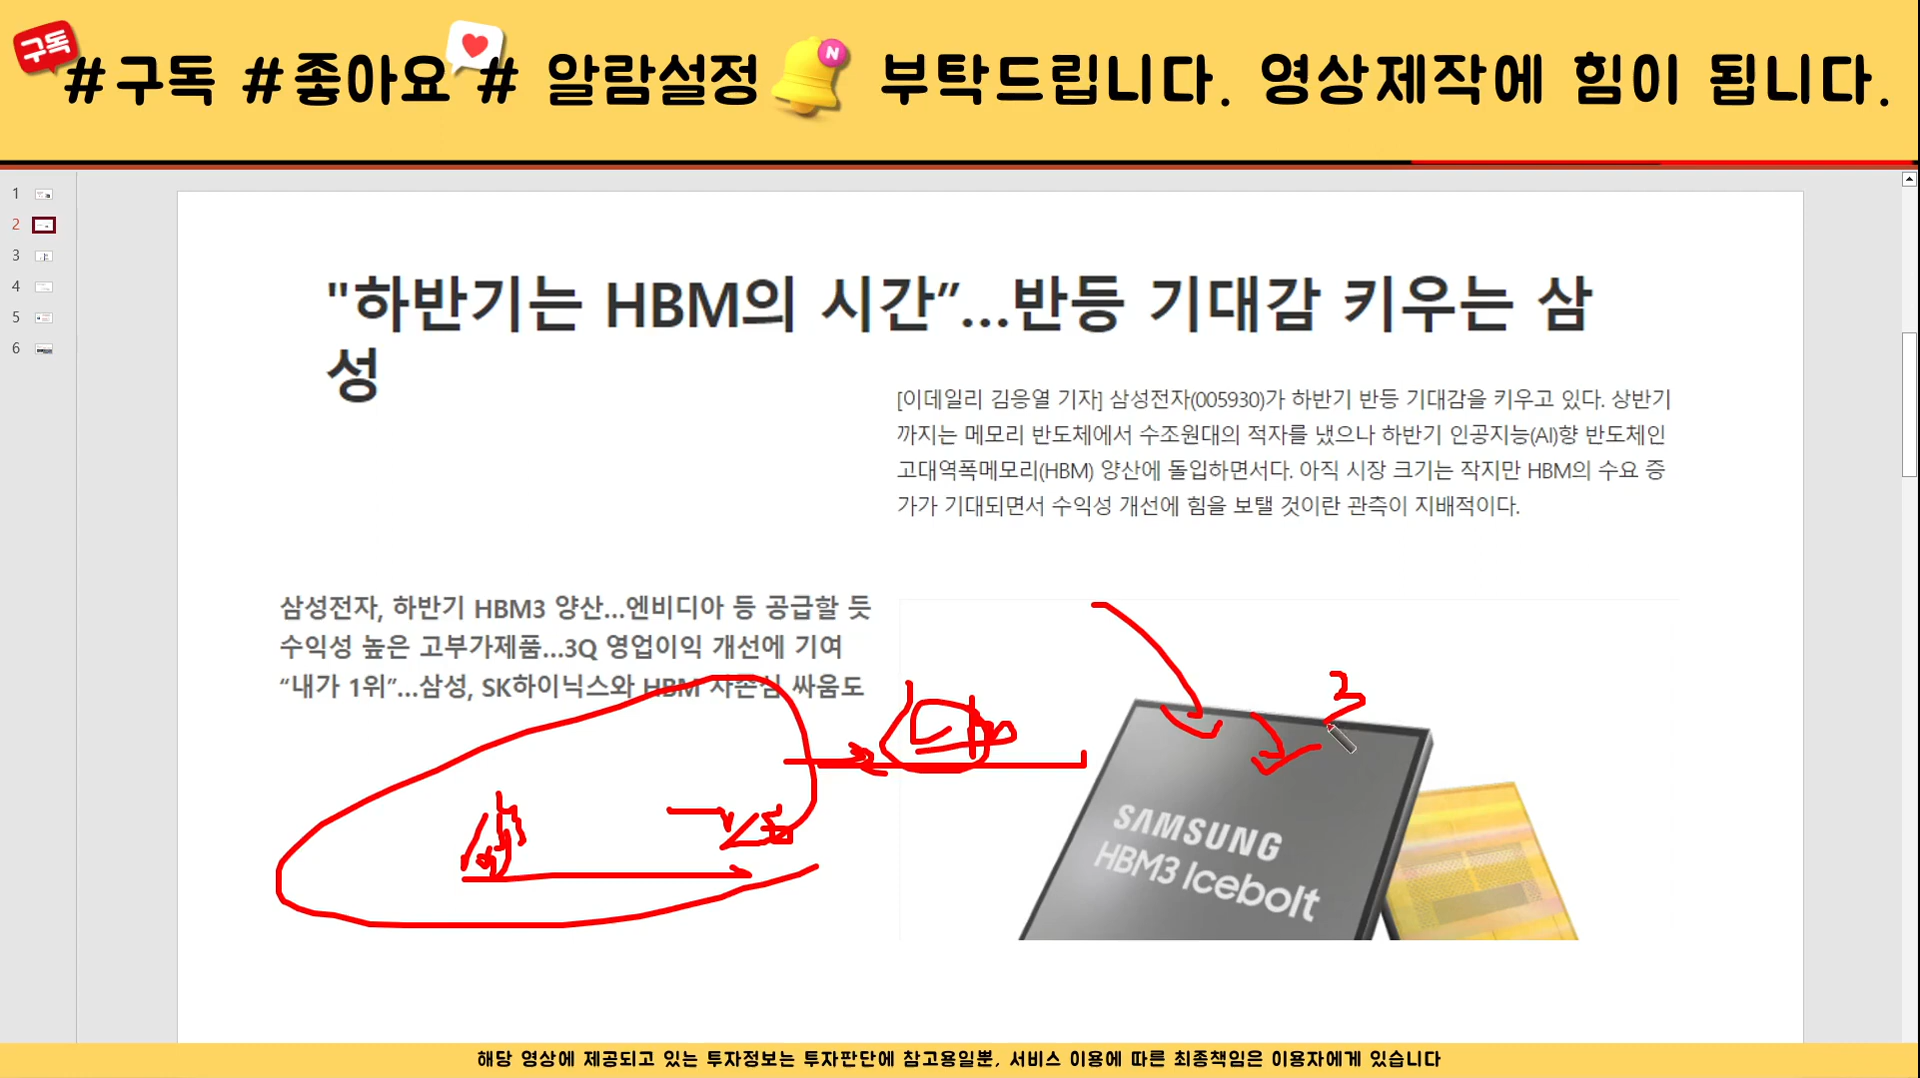 구독
#구독 #좋아요 # 알람설정 N 부탁드립니다. 영상제작에 힘이 됩니다.
1
2
3
4
5
6
"하반기는 HBM의 시간”...반등 기대감 키우는 삼
성
[이데일리 김응열 기자] 삼성전자(005930)가 하반기 반등 기대감을 키우고 있다. 상반기
까지는 메모리 반도체에서 수조원대의 적자를 냈으나 하반기 인공지능(AI)향 반도체인
고대역폭메모리(HBM) 양산에 돌입하면서다. 아직 시장 크기는 작지만 HBM의 수요 증
가가 기대되면서 수익성 개선에 힘을 보탤 것이란 관측이 지배적이다.
삼성전자, 하반기 HBM3 양산...엔비디아 등 공급할 듯
수익성 높은 고부가제품...3Q 영업이익 개선에 기여
“내가 1위”...삼성, SK하이닉스와 HBM 자존심 싸움도
SAMSUNG
HBM3 Icebolt
해당 영상에 제공되고 있는 투자정보는 투자판단에 참고용일뿐, 서비스 이용에 따른 최종책임은 이용자에게 있습니다